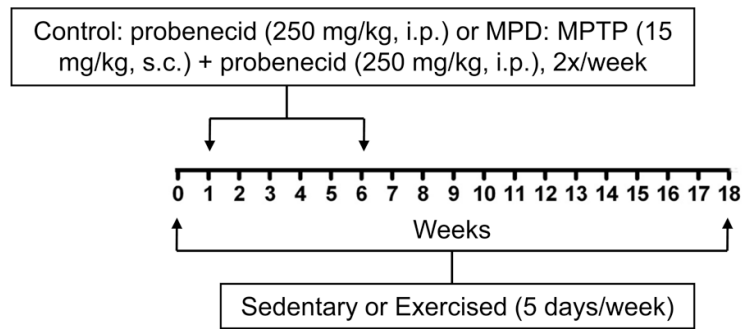 Control: probenecid (250 mg/kg, i.p.) or MPD: MPTP (15
mg/kg, s.c.) + probenecid (250 mg/kg, i.p.), 2x/week
0 1 2 3 4 5 6 7 8 9 10 11 12 13 14 15 16 17 18
Weeks
Sedentary or Exercised (5 days/week)